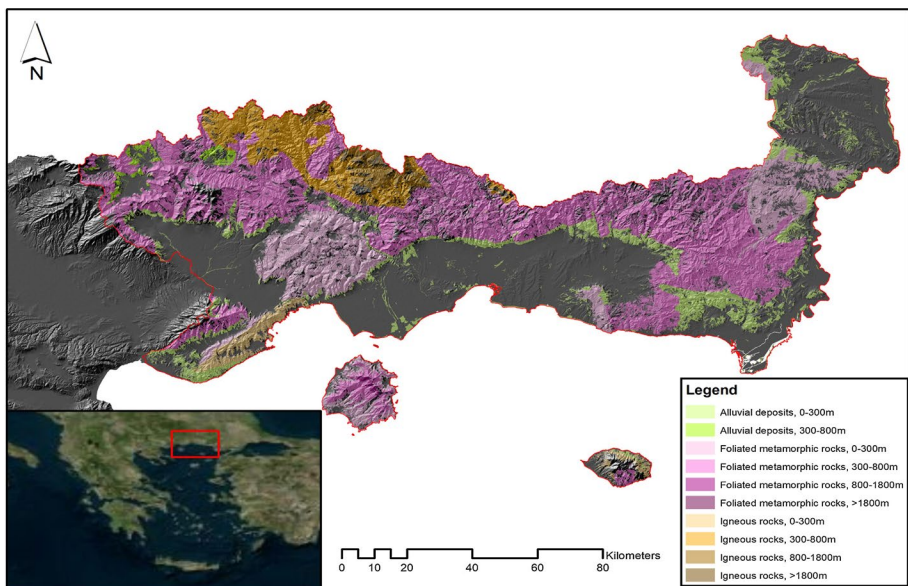 N
Legend
Alluvial deposits, 0-300m
Alluvial deposits, 300-800m
Foliated metamorphic rocks, 0-300m
Foliated metamorphic rocks, 300-800m
Foliated metamorphic rocks, 800-1800m
Foliated metamorphic rocks, >1800m
Igneous rocks, 0-300m
Igneous rocks, 300-800m
Igneous rocks, 800-1800m
Igneous rocks, >1800m
Kilometers
0 10 20 40 60 80